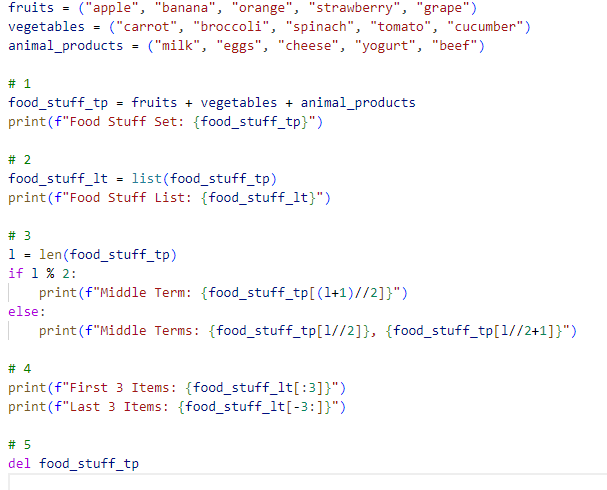 fruits = ("apple", "banana", "orange", "strawberry", "grape")
vegetables = ("carrot", "broccoli", "spinach", "tomato", "cucumber")
animal_products = ("milk", "eggs", "cheese", "yogurt", "beef")
# 1
food_stuff_tp = fruits + vegetables + animal_products
print(f"Food Stuff Set: {food_stuff_tp}")
# 2
food_stuff_lt = list(food_stuff_tp)
print(f"Food Stuff List: {food_stuff_lt}")
# 3
l = len(food_stuff_tp)
if l % 2:
    print(f"Middle Term: {food_stuff_tp[(l+1)//2]}")
else:
    print(f"Middle Terms: {food_stuff_tp[l//2]}, {food_stuff_tp[l//2+1]}")
# 4
print(f"First 3 Items: {food_stuff_lt[:3]}")
print(f"Last 3 Items: {food_stuff_lt[-3:]}")
# 5
del food_stuff_tp